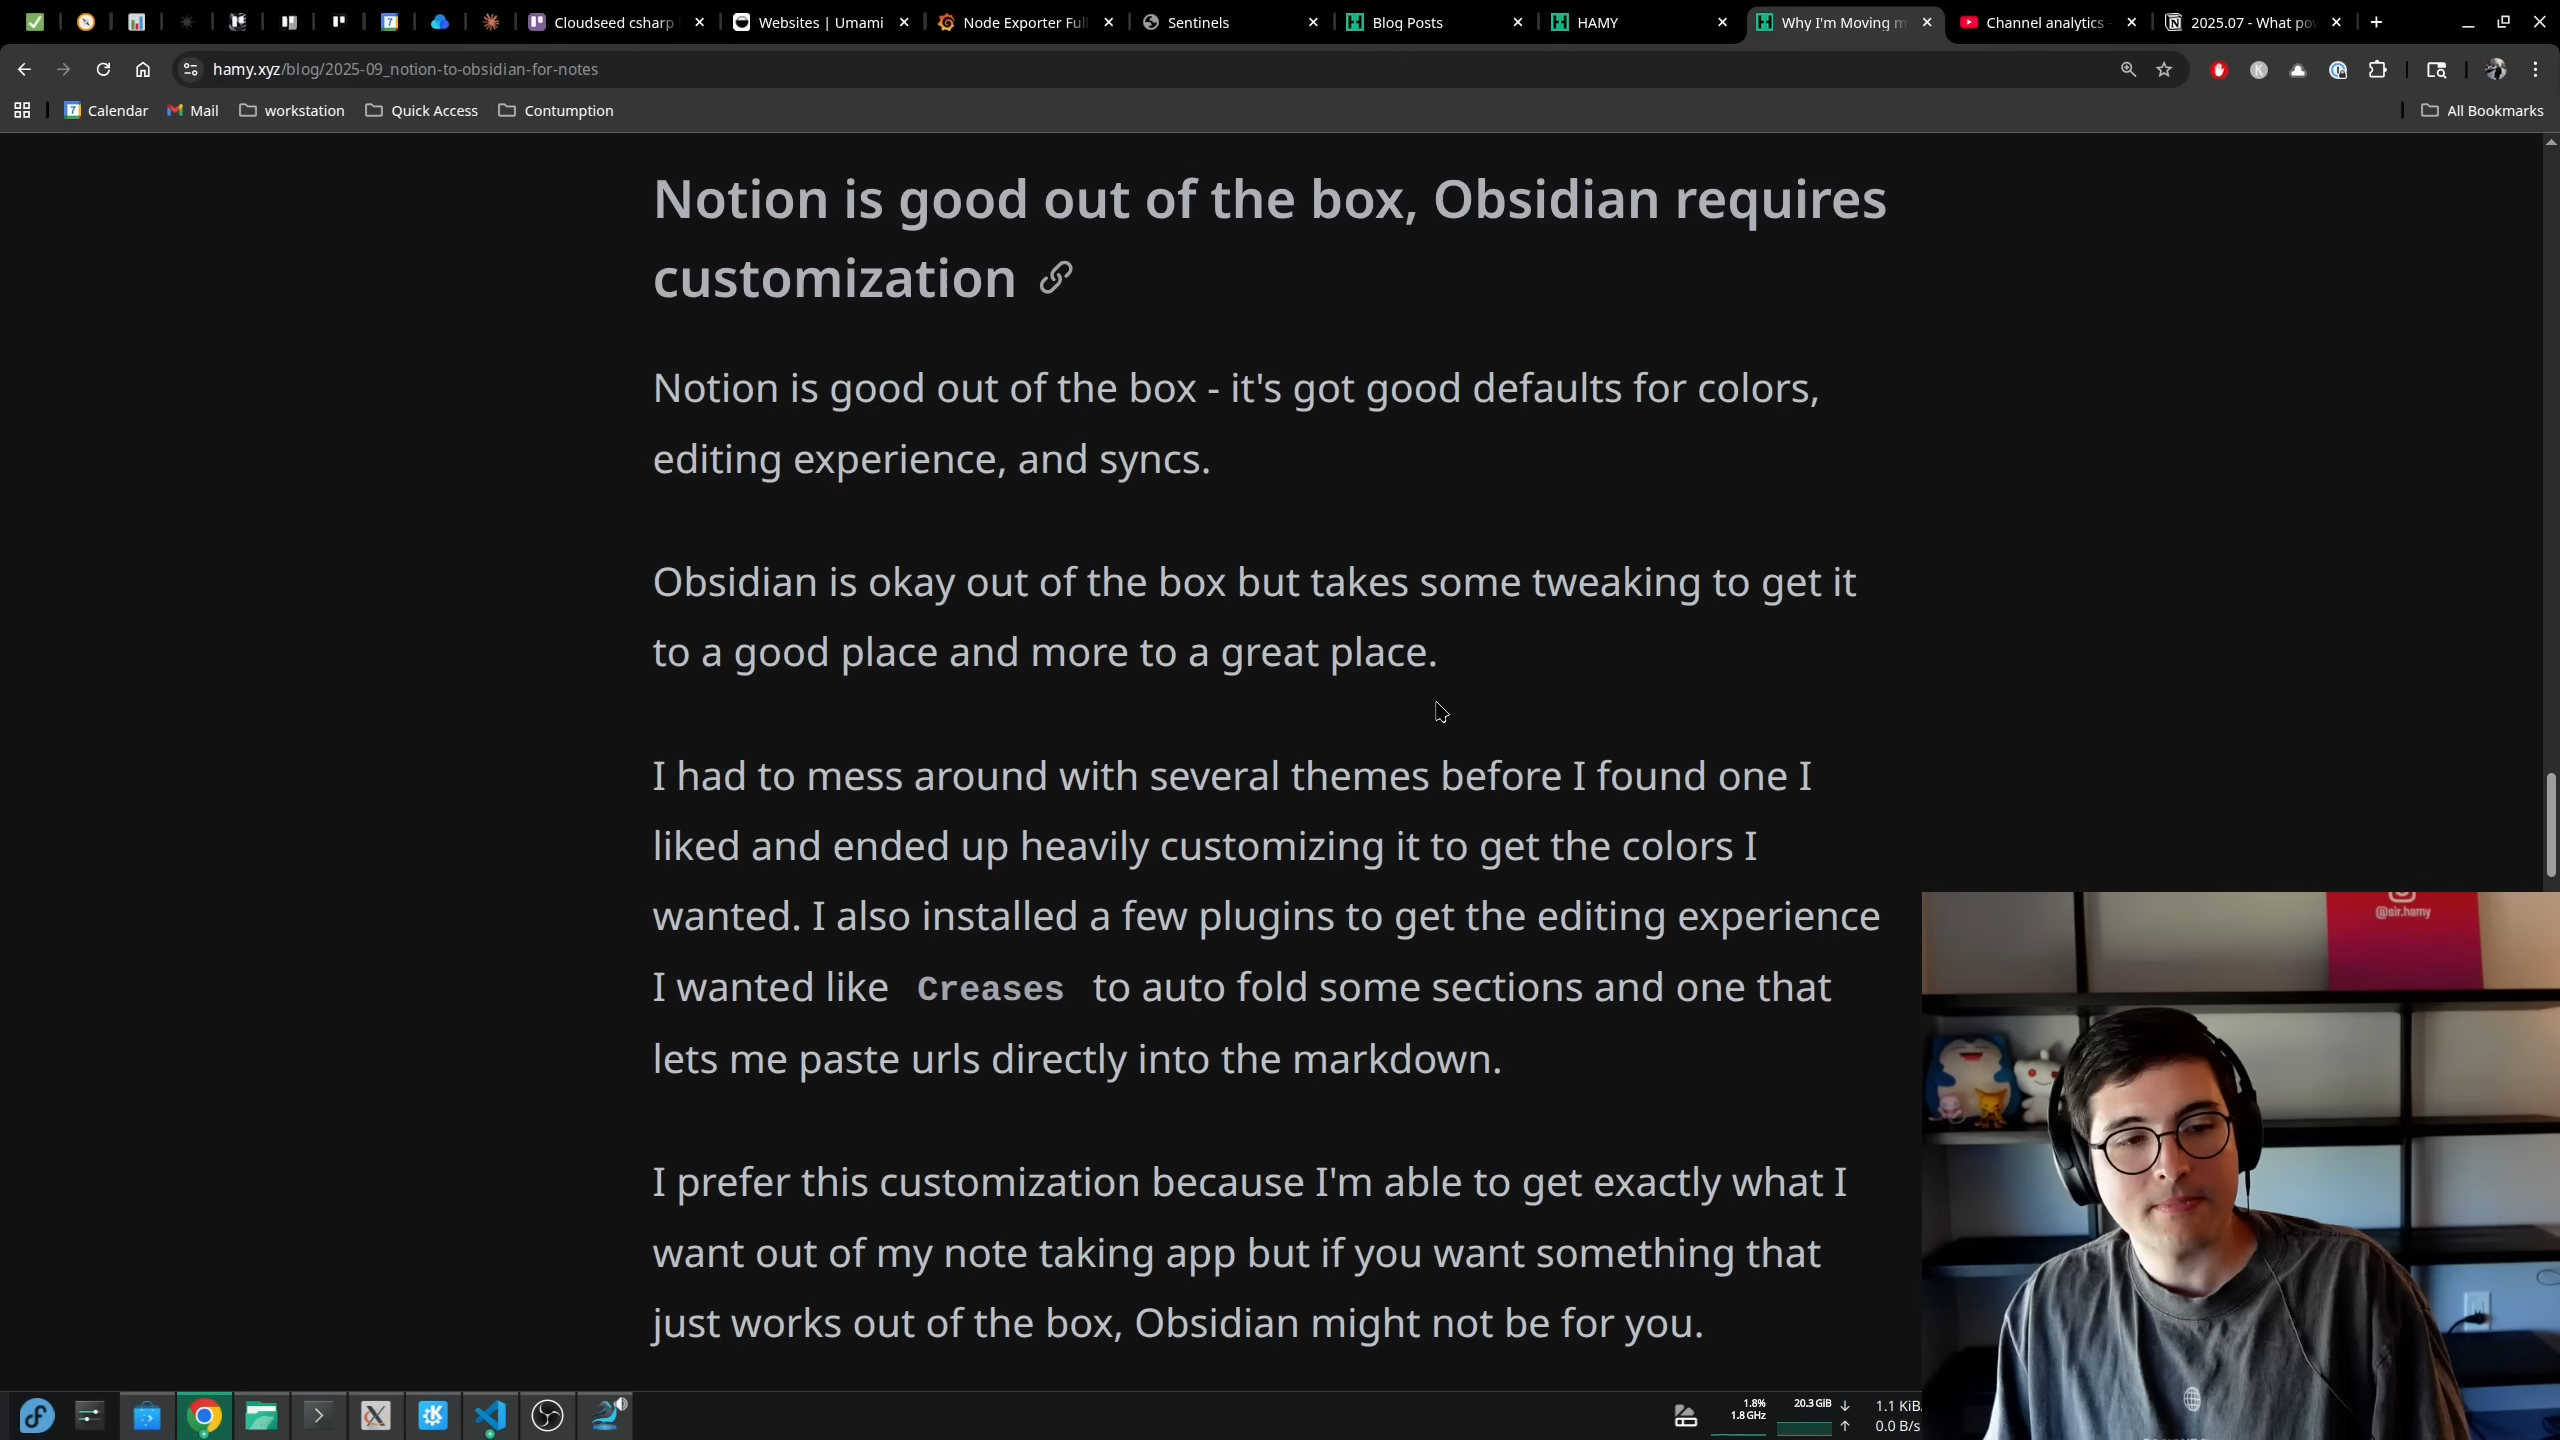 Cloudseed csharp
Websites | Umami
Node Exporter Full
Sentinels
Blog Posts
HAMY
Why I'm Moving m
Channel analytics
2025.07 - What po
hamy.xyz/blog/2025-09_notion-to-obsidian-for-notes
Calendar
Mail
workstation
Quick Access
Contumption
All Bookmarks
Notion is good out of the box, Obsidian requires
customization
Notion is good out of the box - it's got good defaults for colors,
editing experience, and syncs.
Obsidian is okay out of the box but takes some tweaking to get it
to a good place and more to a great place.
I had to mess around with several themes before I found one I
liked and ended up heavily customizing it to get the colors I
wanted. I also installed a few plugins to get the editing experience
I wanted like Creases to auto fold some sections and one that
lets me paste urls directly into the markdown.
I prefer this customization because I'm able to get exactly what I
want out of my note taking app but if you want something that
just works out of the box, Obsidian might not be for you.
@sir.hamy
1.8%
1.8 GHz
20.3 GiB
1.1 KiB/
0.0 B/s